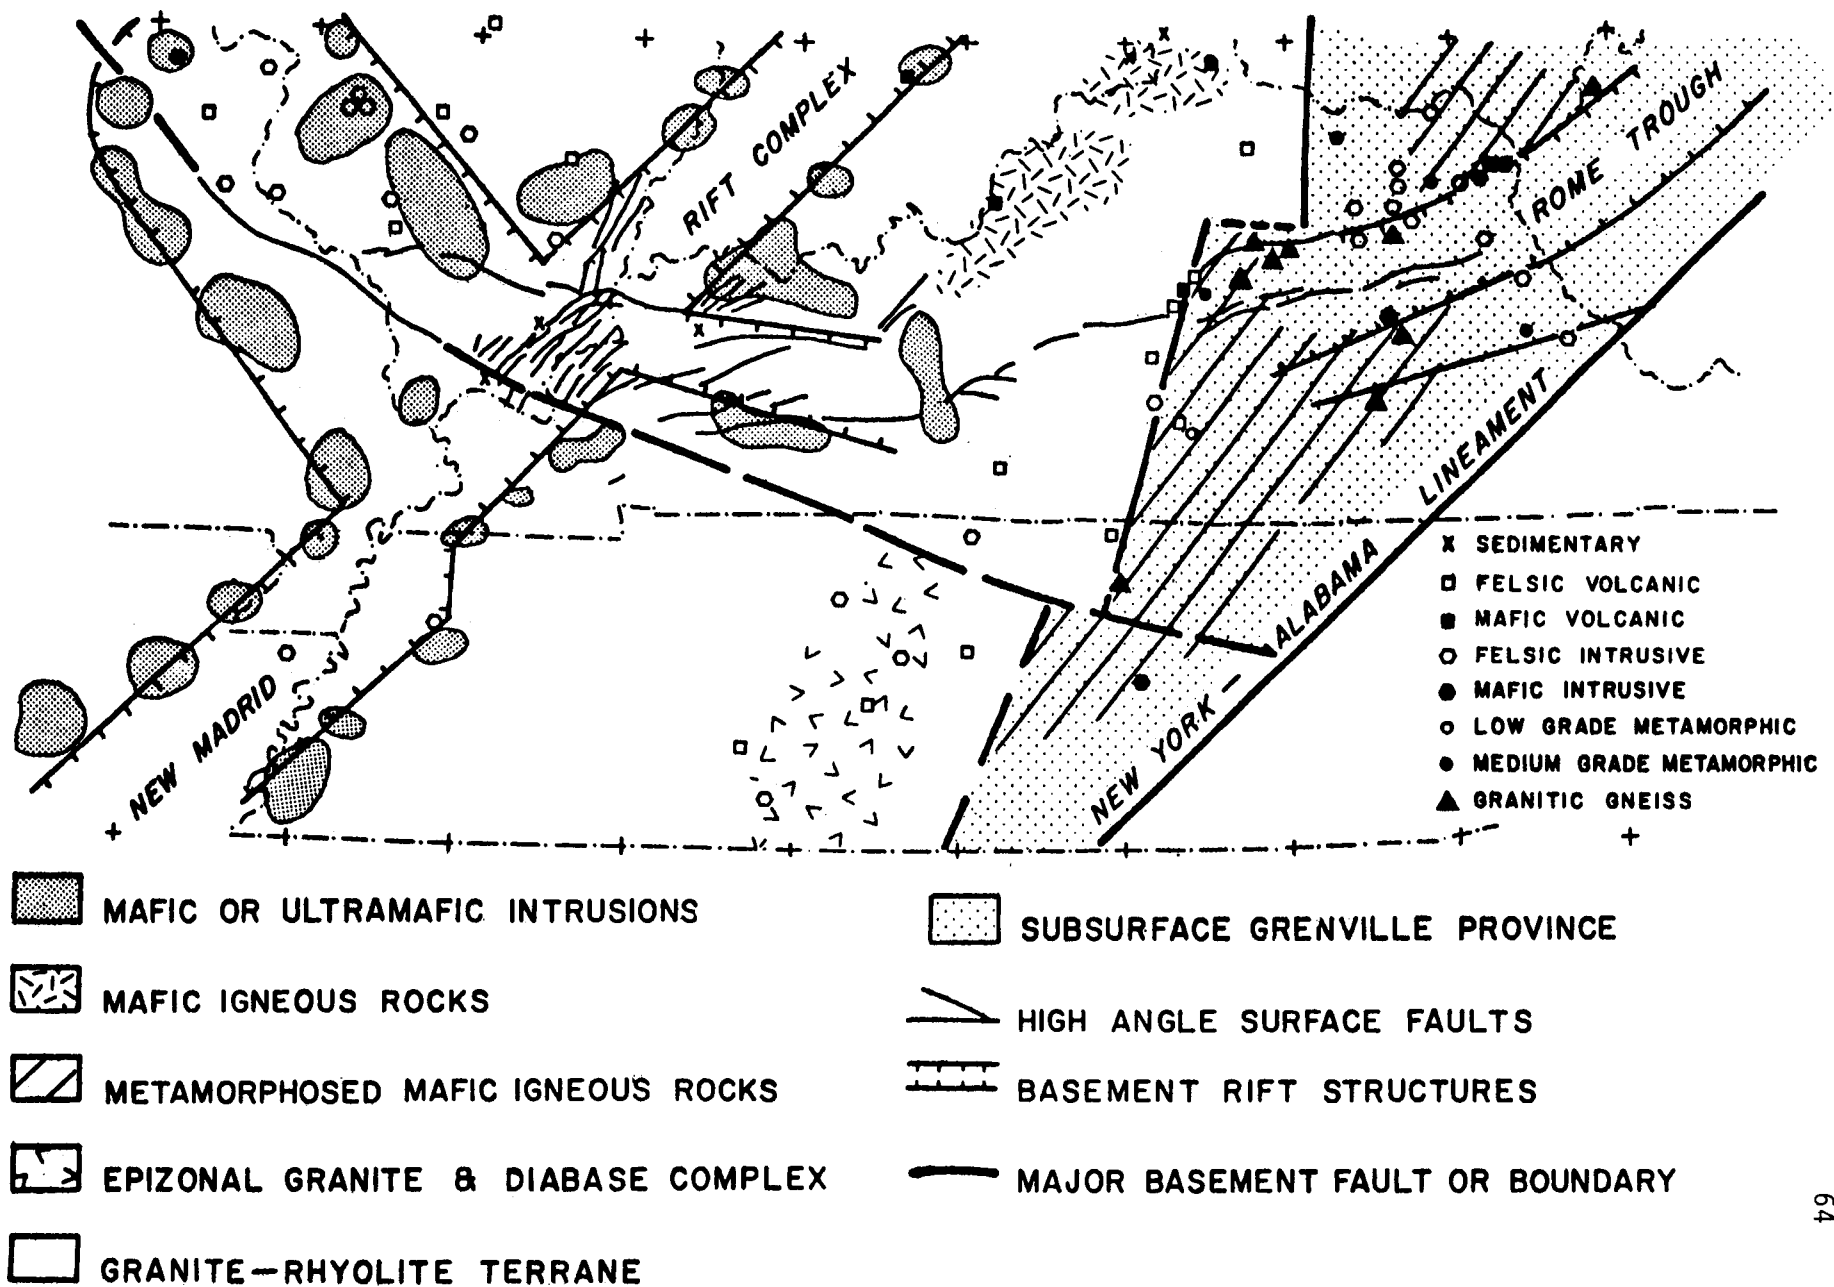 RIFT COMPLEX
ROME TROUGH
NEW MADRID
NEW YORK - ALABAMA LINEAMENT
x SEDIMENTARY
FELSIC VOLCANIC
MAFIC VOLCANIC
FELSIC INTRUSIVE
MAFIC INTRUSIVE
LOW GRADE METAMORPHIC
MEDIUM GRADE METAMORPHIC
GRANITIC GNEISS
MAFIC OR ULTRAMAFIC INTRUSIONS
MAFIC IGNEOUS ROCKS
METAMORPHOSED MAFIC IGNEOUS ROCKS
EPIZONAL GRANITE & DIABASE COMPLEX
GRANITE-RHYOLITE TERRANE
SUBSURFACE GRENVILLE PROVINCE
HIGH ANGLE SURFACE FAULTS
BASEMENT RIFT STRUCTURES
MAJOR BASEMENT FAULT OR BOUNDARY
64